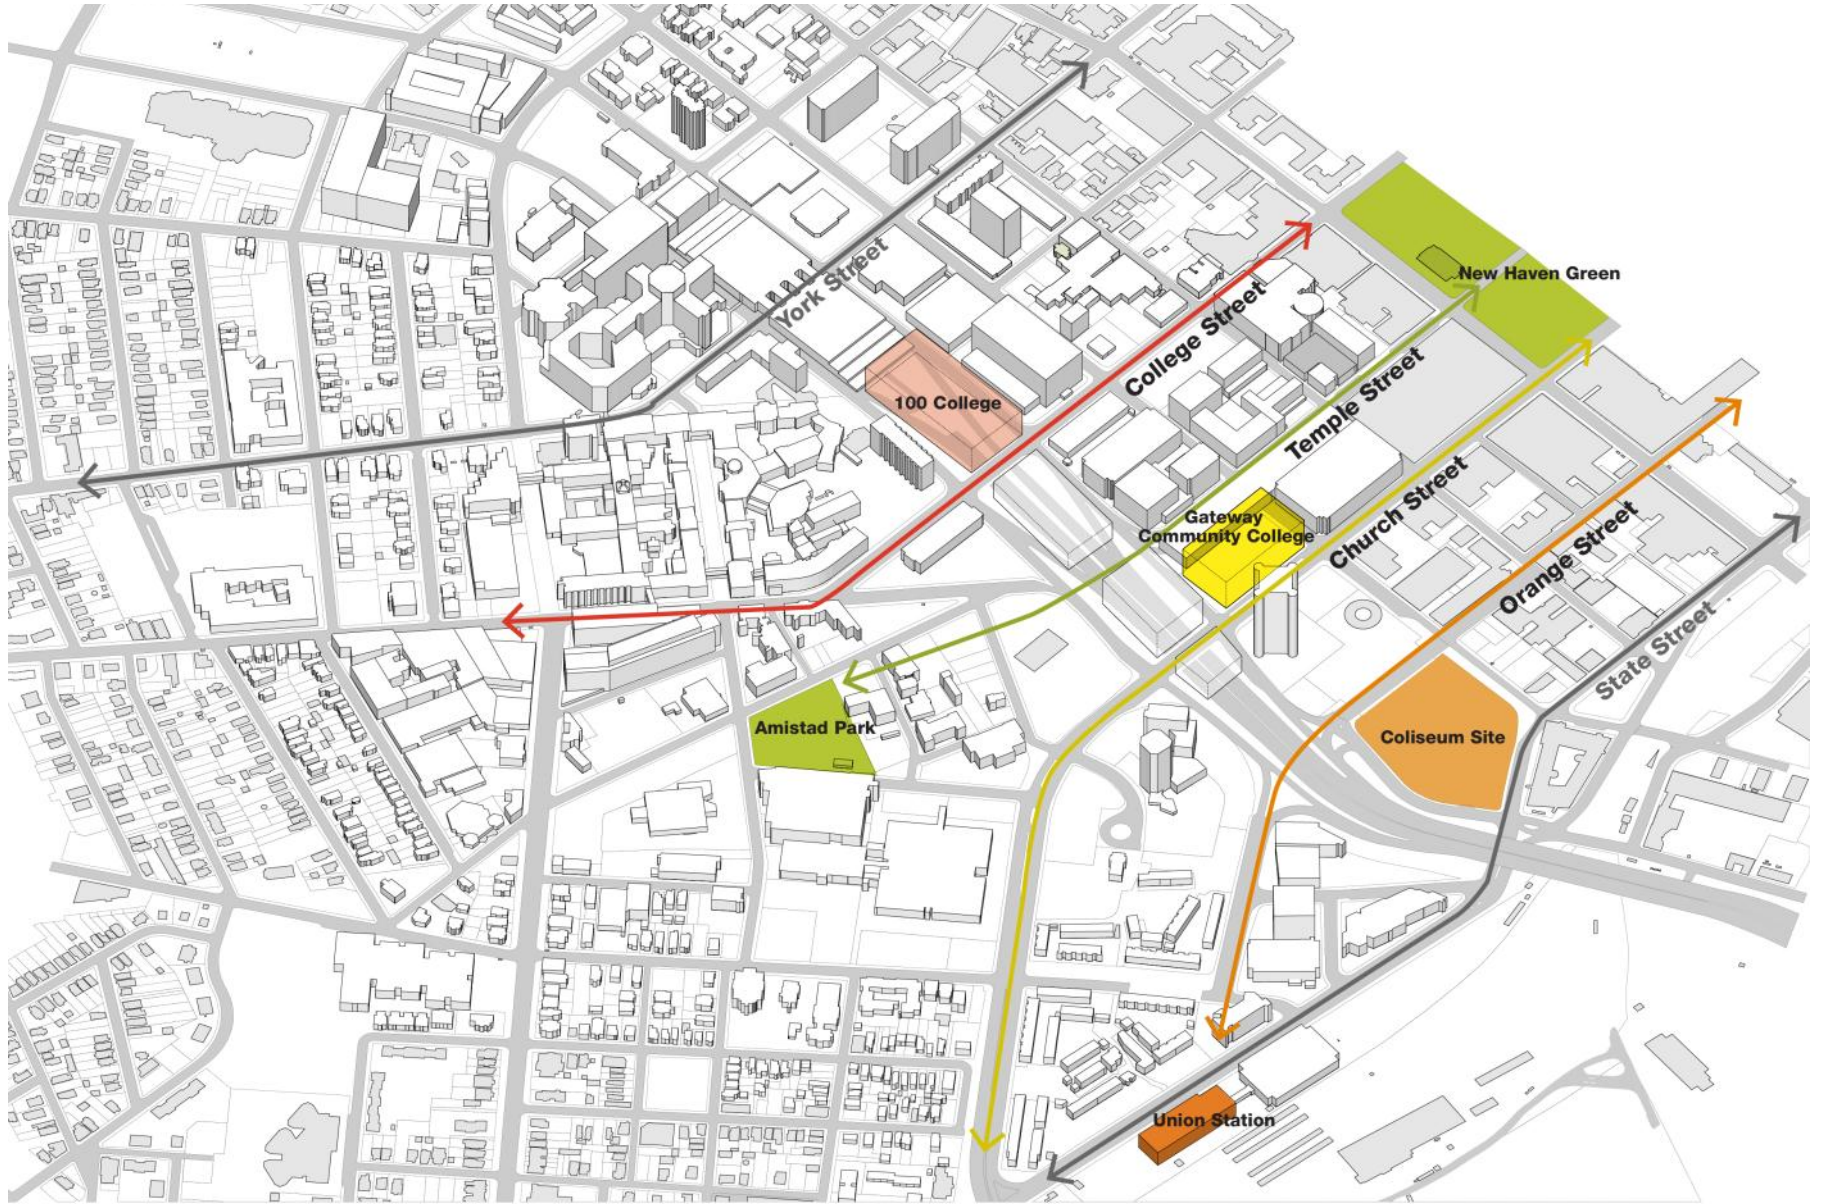 New Haven Green
York Street
College Street
100 College
Temple Street
Gateway
Community College
Church Street
Orange Street
State Street
Amistad Park
Coliseum Site
Union Station